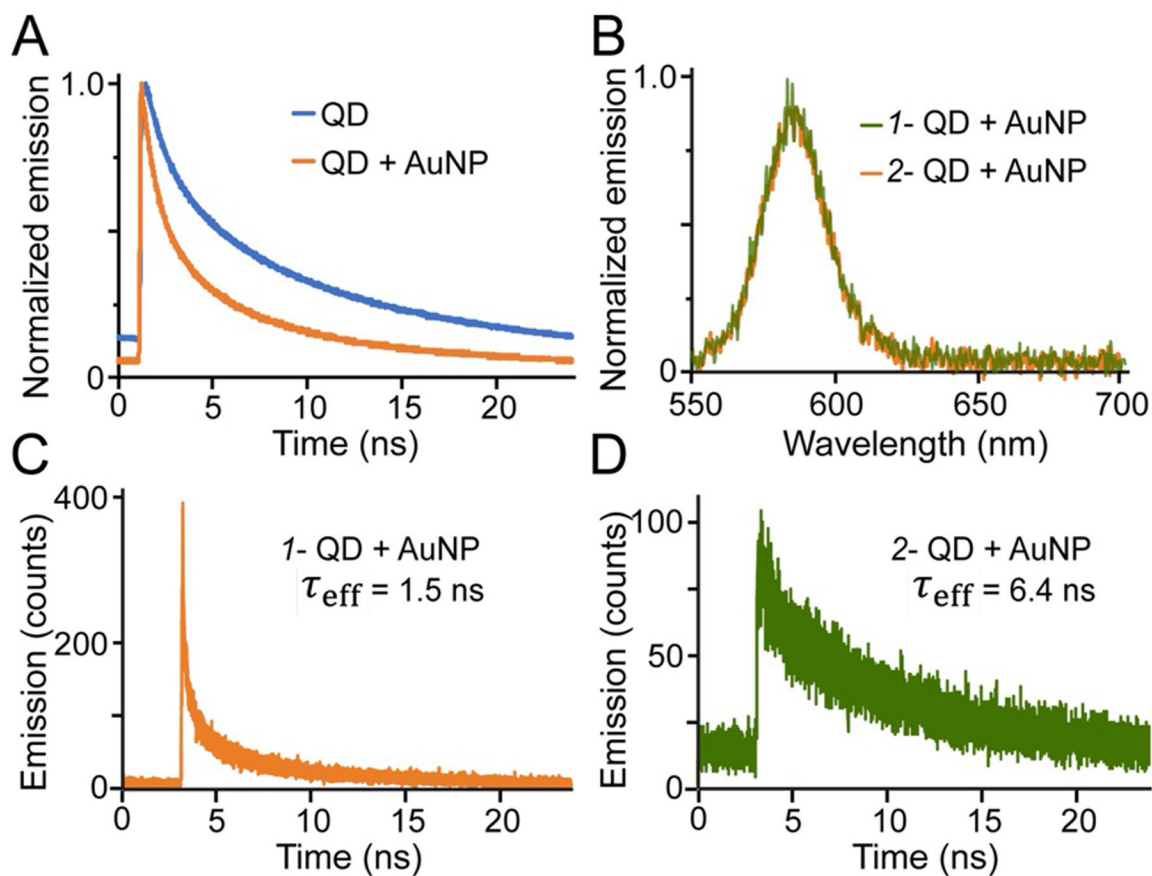 A
Normalized emission
1.0
0
QD
QD + AuNP
0 5 10 15 20
Time (ns)
B
Normalized emission
1.0
0
1- QD + AuNP
2- QD + AuNP
550 600 650 700
Wavelength (nm)
C
Emission (counts)
400
200
0
1- QD + AuNP
τeff = 1.5 ns
0 5 10 15 20
Time (ns)
D
Emission (counts)
100
50
0
2- QD + AuNP
τeff = 6.4 ns
0 5 10 15 20
Time (ns)